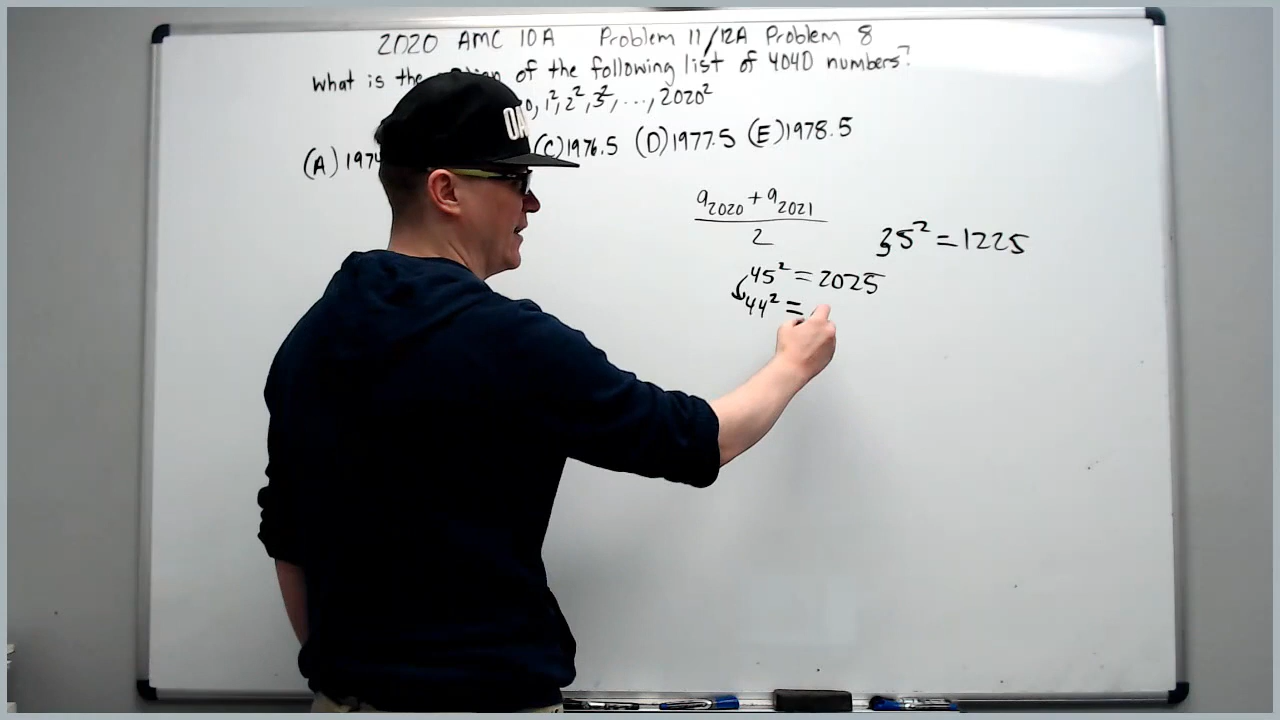 2020 AMC 10A Problem 11/12A Problem 8
what is the of the following list of 4040 numbers?
0, 1², 2², 3², ..., 2020²
(A) 1974 (C) 1976.5 (D) 1977.5 (E) 1978.5
OA
a₂₀₂₀ + a₂₀₂₁
2
35² = 1225
45² = 2025
44² =